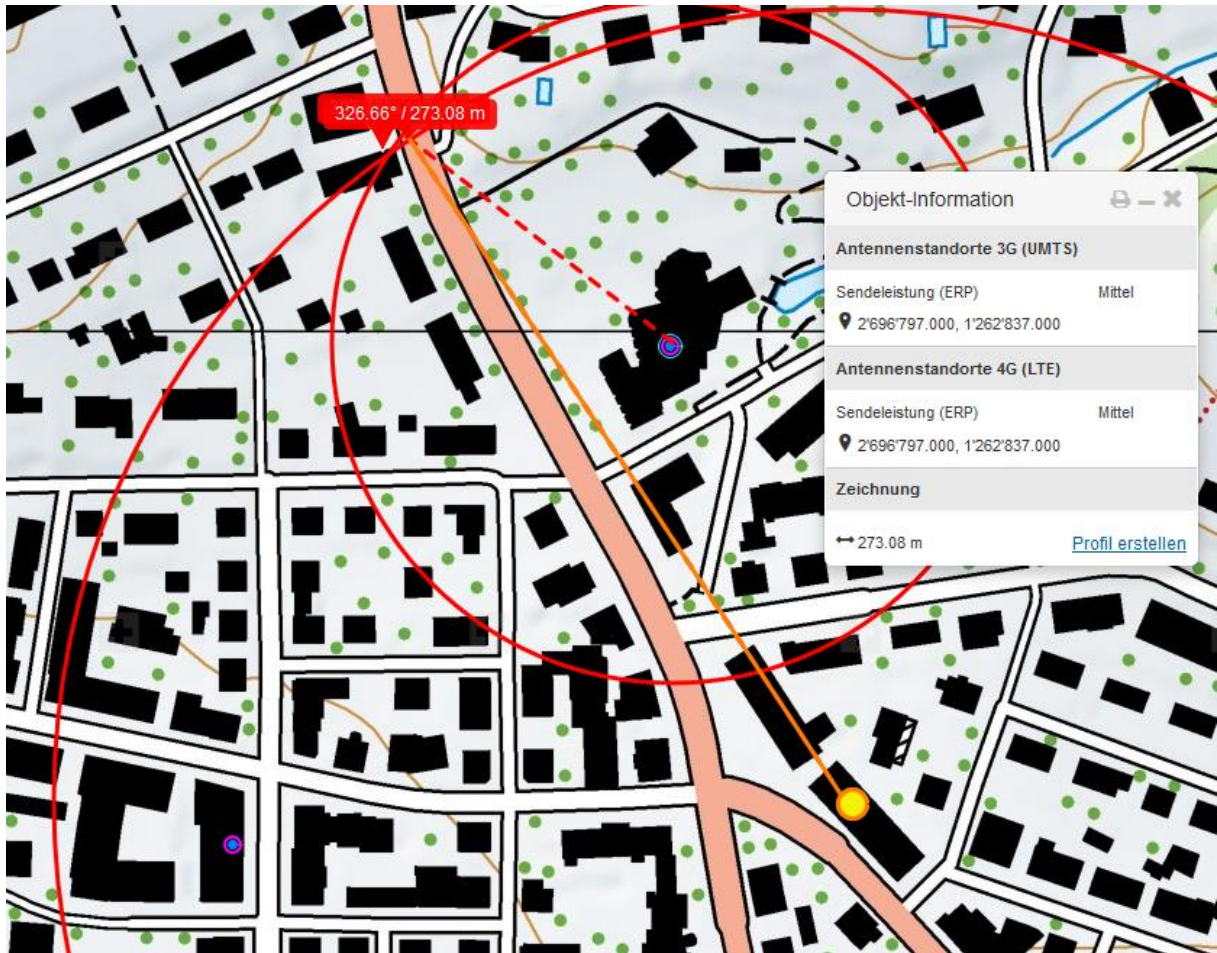 326.66° / 273.08 m
Objekt-Information
Antennenstandorte 3G (UMTS)
Sendeleistung (ERP) Mittel
2'696'797.000, 1'262'837.000
Antennenstandorte 4G (LTE)
Sendeleistung (ERP) Mittel
2'696'797.000, 1'262'837.000
Zeichnung
273.08 m Profil erstellen